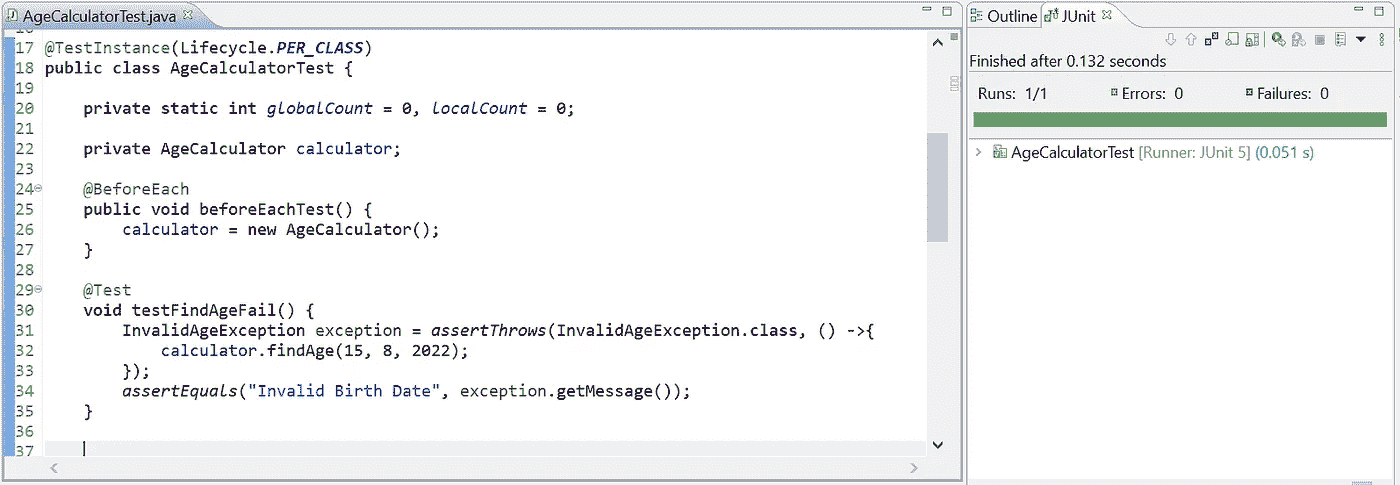 AgeCalculatorTest.java
16
17 @TestInstance(Lifecycle.PER_CLASS)
18 public class AgeCalculatorTest {
19
20     private static int globalCount = 0, localCount = 0;
21
22     private AgeCalculator calculator;
23
24     @BeforeEach
25     public void beforeEachTest() {
26         calculator = new AgeCalculator();
27     }
28
29     @Test
30     void testFindAgeFail() {
31         InvalidAgeException exception = assertThrows(InvalidAgeException.class, () ->{
32             calculator.findAge(15, 8, 2022);
33         });
34         assertEquals("Invalid Birth Date", exception.getMessage());
35     }
36
37
Outline JUnit
Finished after 0.132 seconds
Runs: 1/1 Errors: 0 Failures: 0
AgeCalculatorTest [Runner: JUnit 5] (0.051 s)